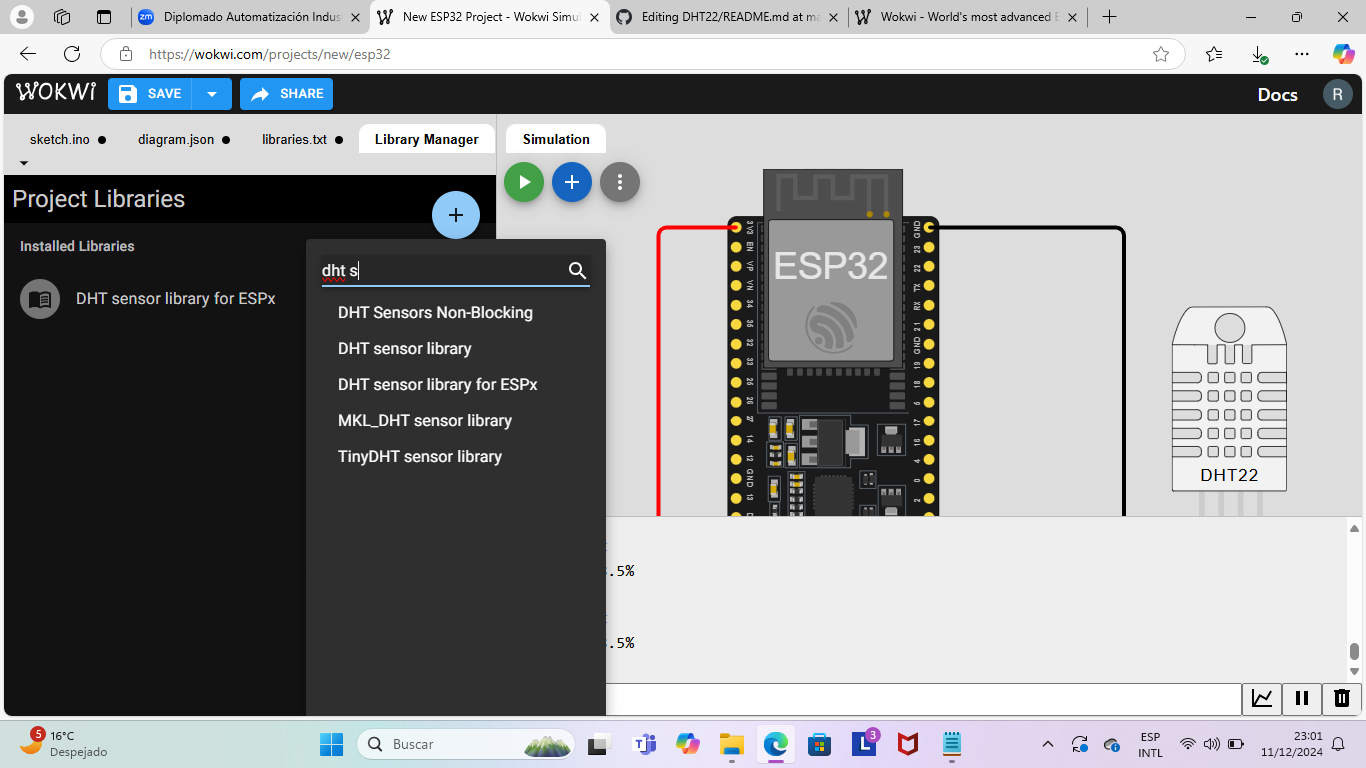 Diplomado Automatización Indus
New ESP32 Project - Wokwi Simul
Editing DHT22/README.md at ma
Wokwi - World's most advanced E
https://wokwi.com/projects/new/esp32
WOKWI
SAVE
SHARE
Docs
R
sketch.ino
diagram.json
libraries.txt
Library Manager
Simulation
Project Libraries
Installed Libraries
DHT sensor library for ESPx
dht s
DHT Sensors Non-Blocking
DHT sensor library
DHT sensor library for ESPx
MKL_DHT sensor library
TinyDHT sensor library
ESP32
3V3
EN
VP
VN
34
35
32
33
25
26
27
14
12
GND
13
GND
23
22
TX
RX
21
GND
19
18
5
17
16
4
0
2
DHT22
.5%
.5%
5
16°C
Despejado
Buscar
3
ESP
INTL
23:01
11/12/2024